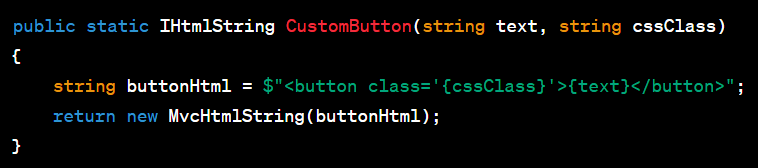 public static IHtmlString CustomButton(string text, string cssClass)
{
string buttonHtml = $"<button class='{cssClass}'>{text}</button>";
return new MvcHtmlString(buttonHtml);
}